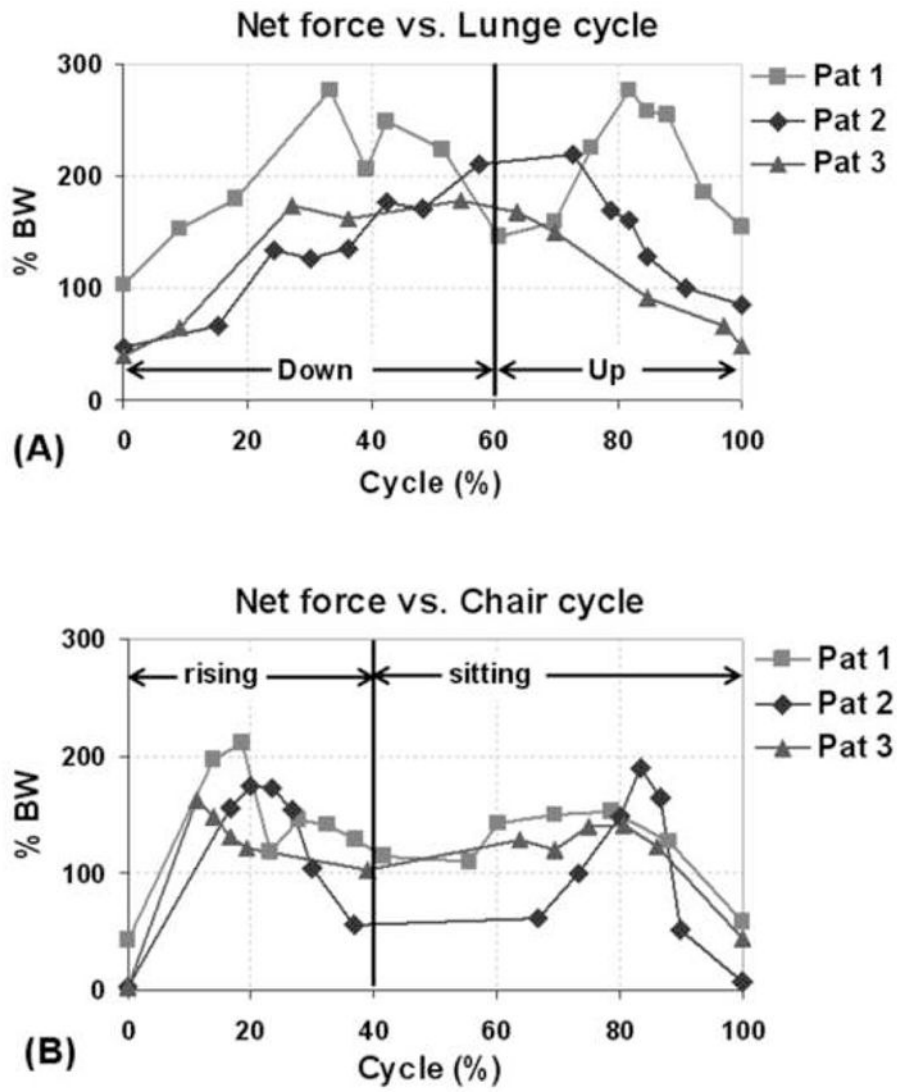 Net force vs. Lunge cycle
300
200
100
0
% BW
Pat 1
Pat 2
Pat 3
Down
Up
0 20 40 60 80 100
(A)
Cycle (%)
Net force vs. Chair cycle
300
200
100
0
% BW
rising
sitting
Pat 1
Pat 2
Pat 3
0 20 40 60 80 100
(B)
Cycle (%)